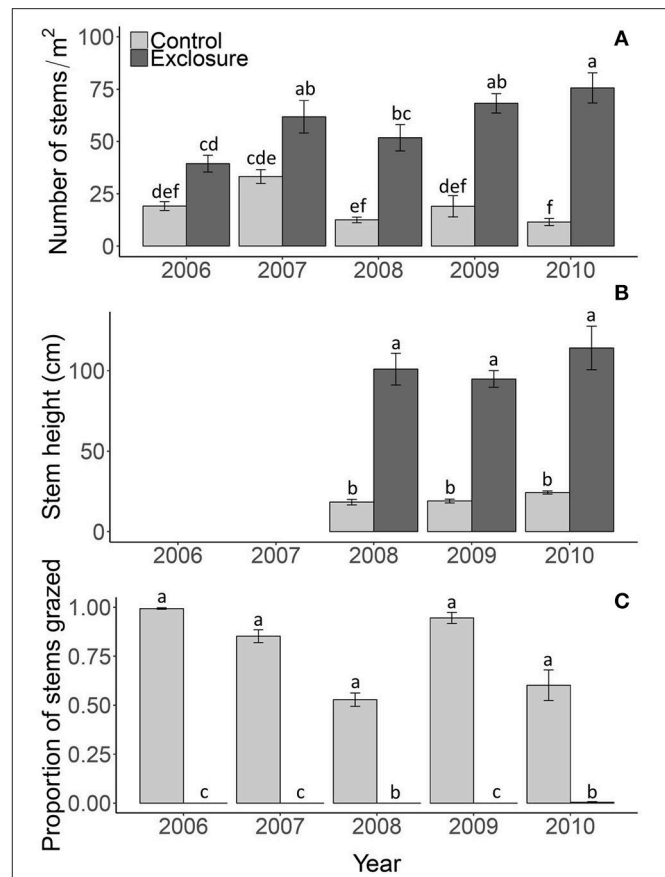 A
Number of stems/m²
100
75
50
25
0
Control
Exclosure
def cd cde ab ef bc def ab f a
2006 2007 2008 2009 2010
B
Stem height (cm)
100
50
0
b a b a b a
2006 2007 2008 2009 2010
C
Proportion of stems grazed
1.00
0.75
0.50
0.25
0.00
a c a c a b a c a b
2006 2007 2008 2009 2010
Year